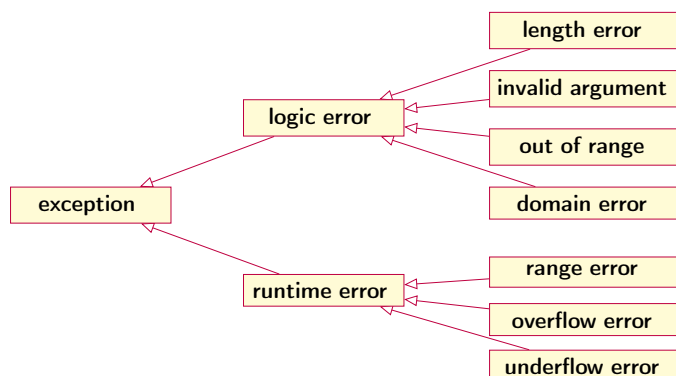 length error
invalid argument
logic error
out of range
exception
domain error
range error
runtime error
overflow error
underflow error